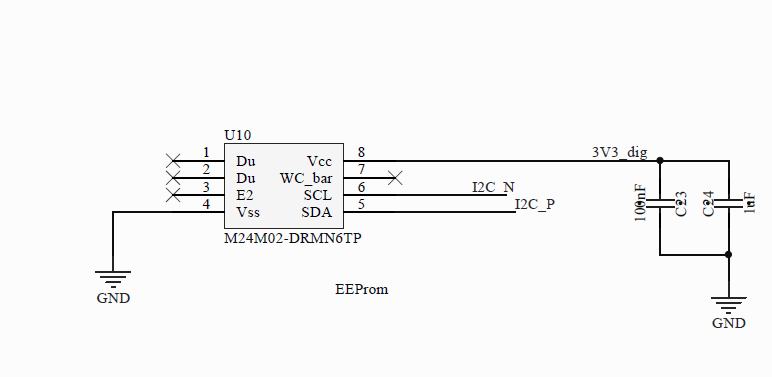 U10
1 Du Vcc 8 3V3_dig
2 Du WC_bar 7
3 E2 SCL 6 I2C_N
4 Vss SDA 5 I2C_P
M24M02-DRMN6TP
100nF C23 C24 1uF
EEProm
GND
GND